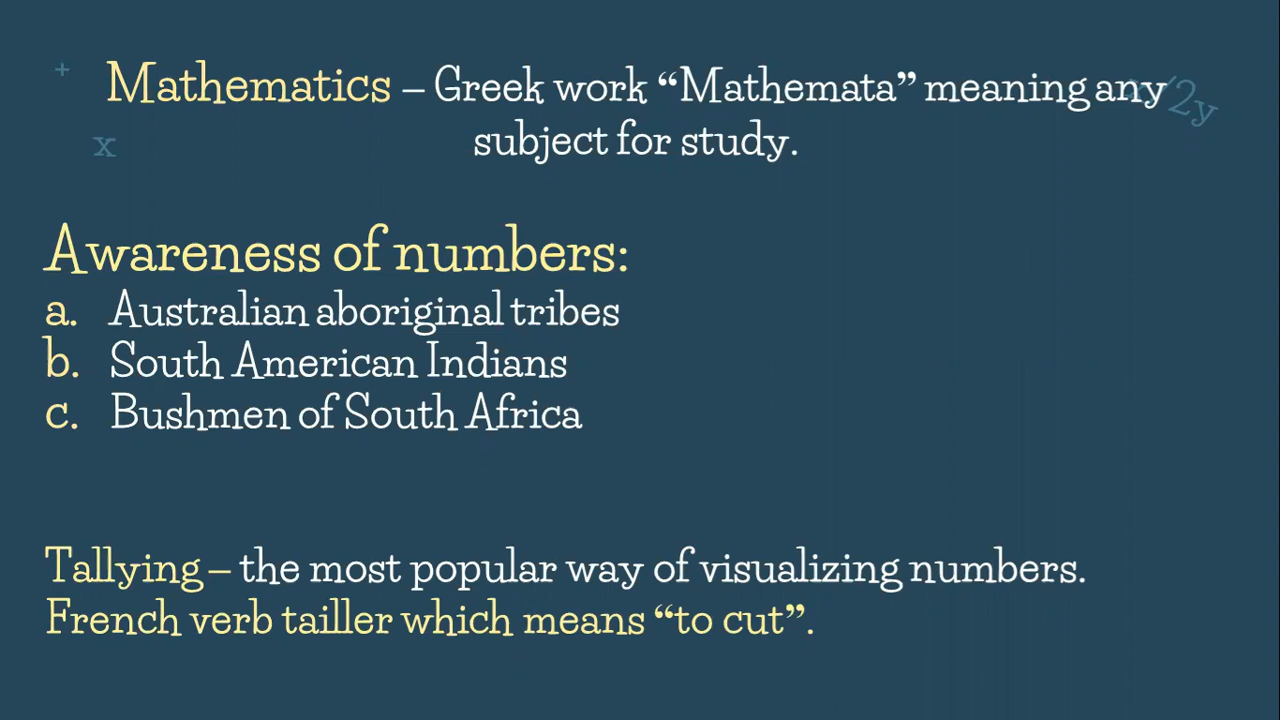 +
Mathematics – Greek work “Mathemata” meaning any
subject for study.
x
Awareness of numbers:
a. Australian aboriginal tribes
b. South American Indians
c. Bushmen of South Africa
Tallying – the most popular way of visualizing numbers.
French verb tailler which means “to cut”.